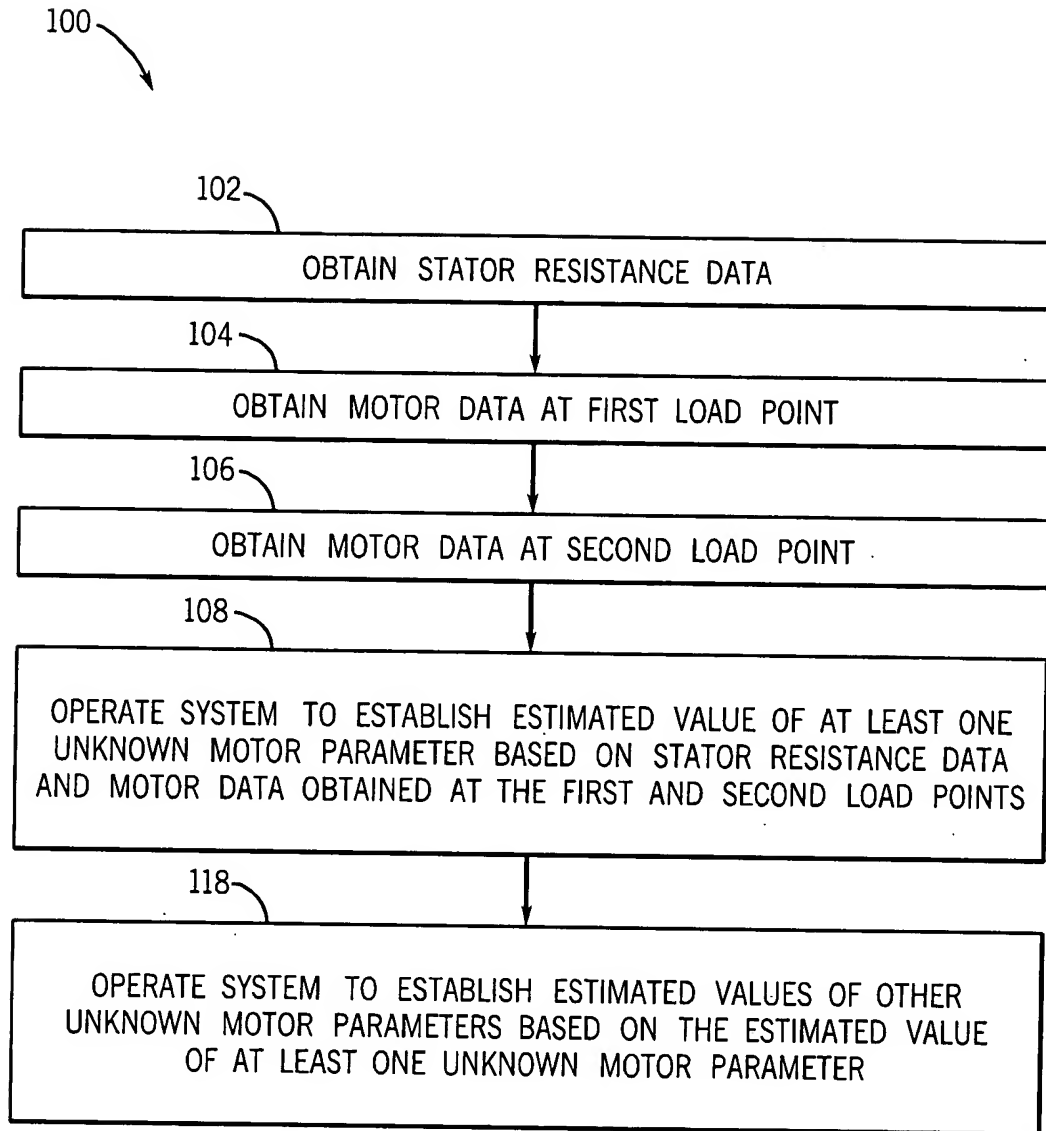 100
102
OBTAIN STATOR RESISTANCE DATA
104
OBTAIN MOTOR DATA AT FIRST LOAD POINT
106
OBTAIN MOTOR DATA AT SECOND LOAD POINT
108
OPERATE SYSTEM TO ESTABLISH ESTIMATED VALUE OF AT LEAST ONE
UNKNOWN MOTOR PARAMETER BASED ON STATOR RESISTANCE DATA
AND MOTOR DATA OBTAINED AT THE FIRST AND SECOND LOAD POINTS
118
OPERATE SYSTEM TO ESTABLISH ESTIMATED VALUES OF OTHER
UNKNOWN MOTOR PARAMETERS BASED ON THE ESTIMATED VALUE
OF AT LEAST ONE UNKNOWN MOTOR PARAMETER